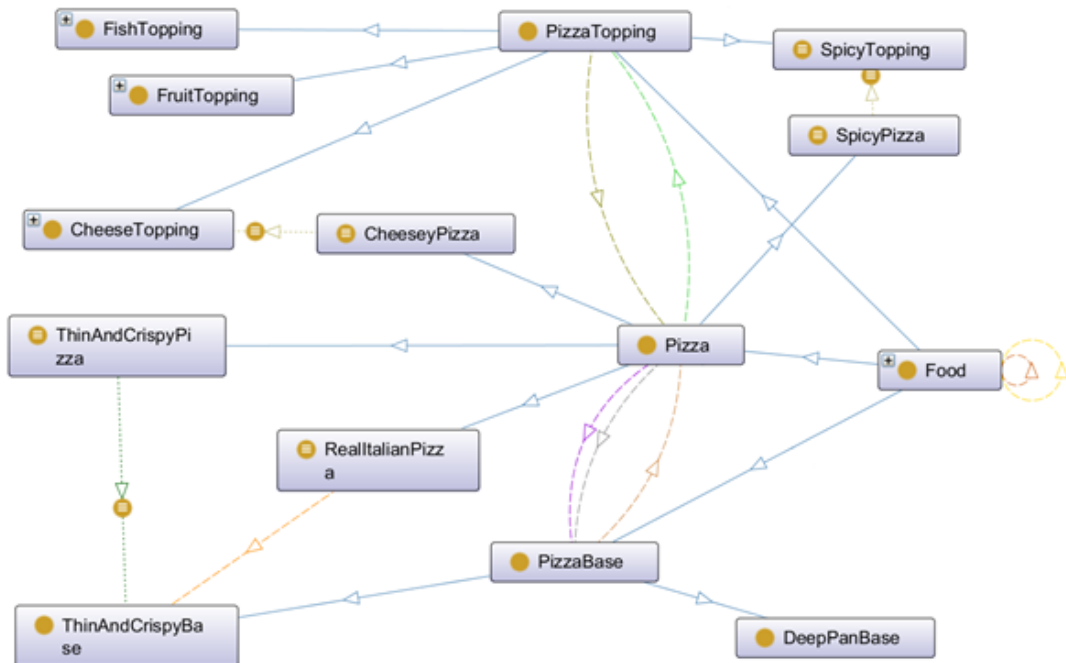 FishTopping
PizzaTopping
SpicyTopping
FruitTopping
SpicyPizza
CheeseTopping
CheeseyPizza
ThinAndCrispyPi
zza
Pizza
Food
RealItalianPizz
a
PizzaBase
ThinAndCrispyBa
se
DeepPanBase